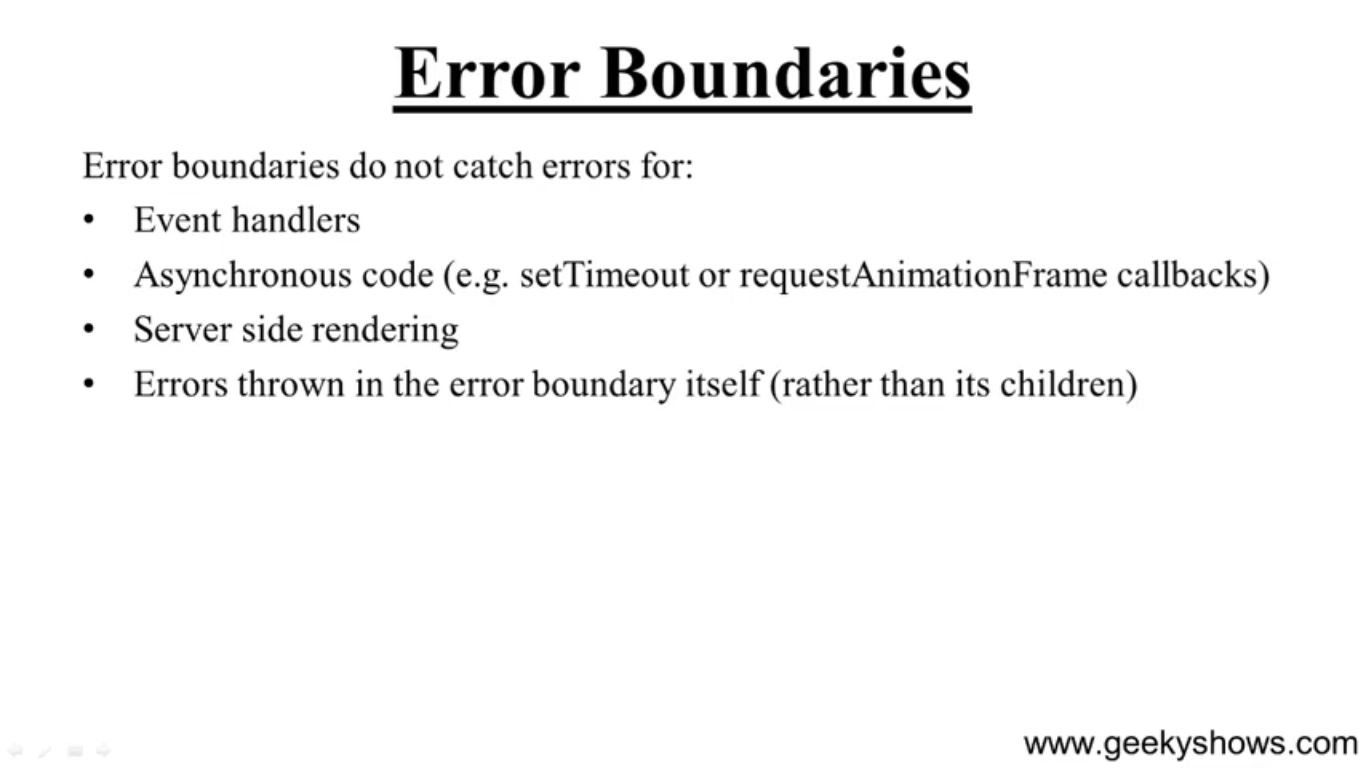 Error Boundaries
Error boundaries do not catch errors for:
• Event handlers
• Asynchronous code (e.g. setTimeout or requestAnimationFrame callbacks)
• Server side rendering
• Errors thrown in the error boundary itself (rather than its children)
www.geekyshows.com